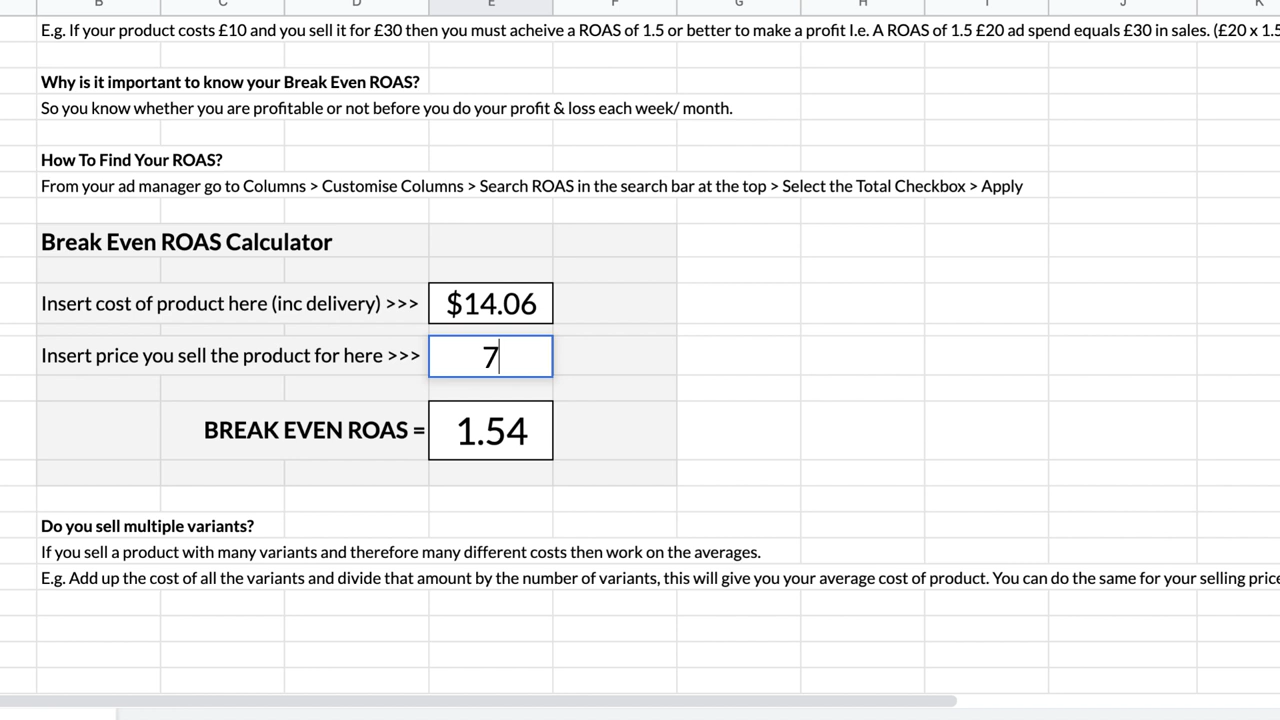 B C D E F G H I J K
E.g. If your product costs £10 and you sell it for £30 then you must acheive a ROAS of 1.5 or better to make a profit I.e. A ROAS of 1.5 £20 ad spend equals £30 in sales. (£20 x 1.5
Why is it important to know your Break Even ROAS?
So you know whether you are profitable or not before you do your profit & loss each week/ month.
How To Find Your ROAS?
From your ad manager go to Columns > Customise Columns > Search ROAS in the search bar at the top > Select the Total Checkbox > Apply
Break Even ROAS Calculator
Insert cost of product here (inc delivery) >>> $14.06
Insert price you sell the product for here >>> 7
BREAK EVEN ROAS = 1.54
Do you sell multiple variants?
If you sell a product with many variants and therefore many different costs then work on the averages.
E.g. Add up the cost of all the variants and divide that amount by the number of variants, this will give you your average cost of product. You can do the same for your selling price